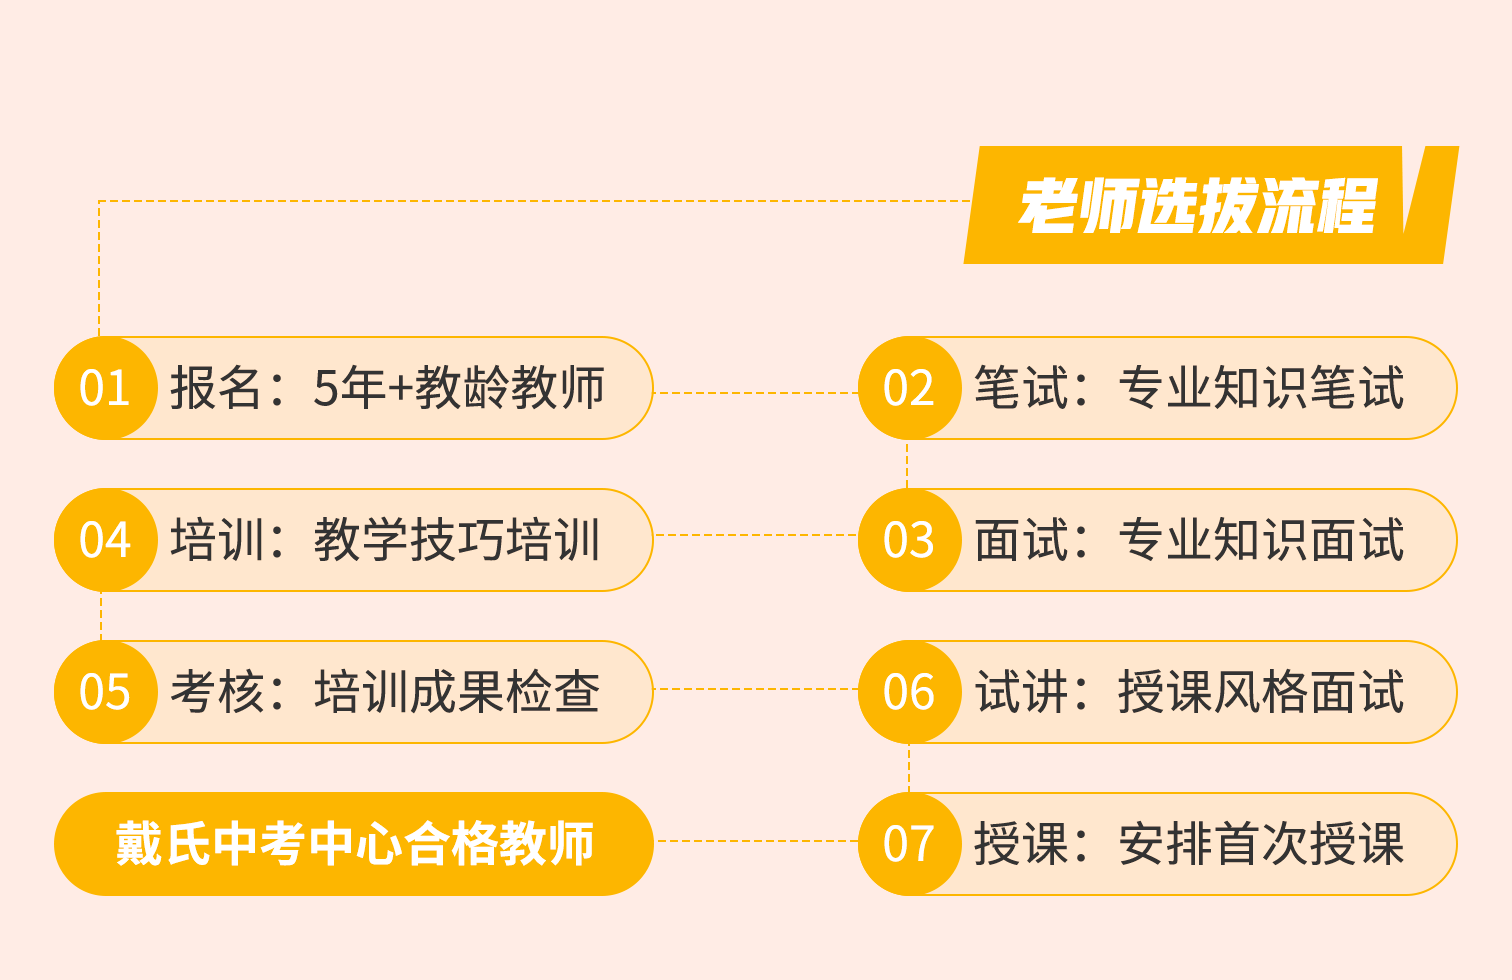 老师选拔流程
01 报名：5年+教龄教师
02 笔试：专业知识笔试
03 面试：专业知识面试
04 培训：教学技巧培训
05 考核：培训成果检查
06 试讲：授课风格面试
07 授课：安排首次授课
戴氏中考中心合格教师